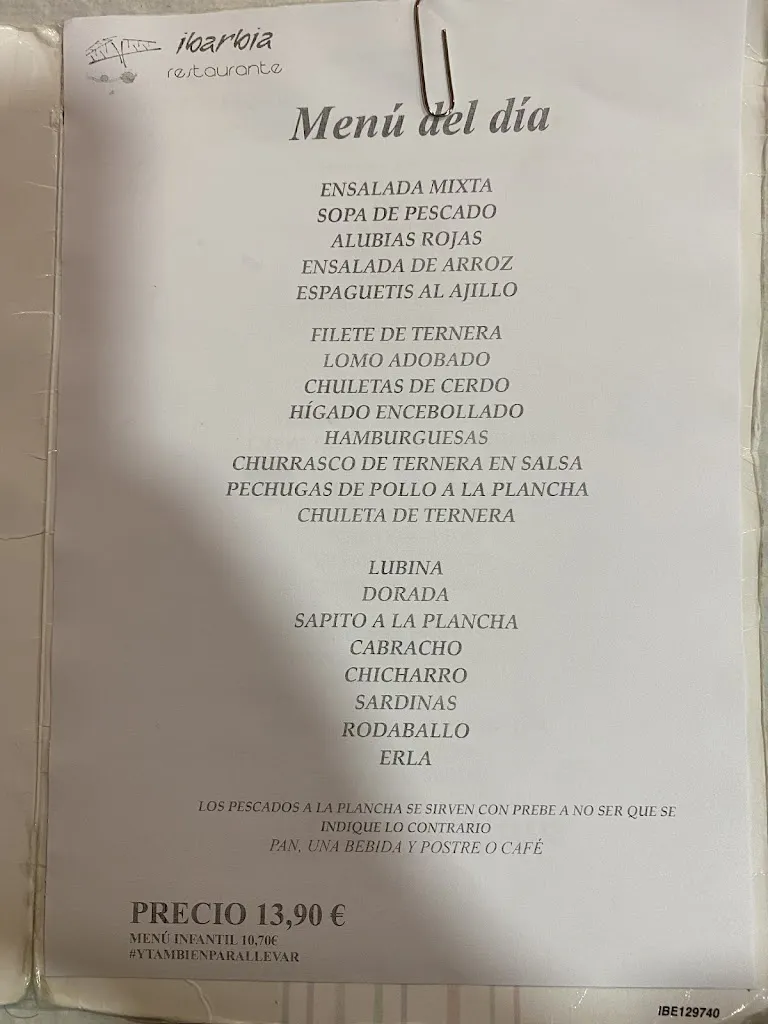 ibarbia
restaurante
Menú del día
ENSALADA MIXTA
SOPA DE PESCADO
ALUBIAS ROJAS
ENSALADA DE ARROZ
ESPAGUETIS AL AJILLO
FILETE DE TERNERA
LOMO ADOBADO
CHULETAS DE CERDO
HÍGADO ENCEBOLLADO
HAMBURGUESAS
CHURRASCO DE TERNERA EN SALSA
PECHUGAS DE POLLO A LA PLANCHA
CHULETA DE TERNERA
LUBINA
DORADA
SAPITO A LA PLANCHA
CABRACHO
CHICHARRO
SARDINAS
RODABALLO
ERLA
LOS PESCADOS A LA PLANCHA SE SIRVEN CON PREBE A NO SER QUE SE
INDIQUE LO CONTRARIO
PAN, UNA BEBIDA Y POSTRE O CAFÉ
PRECIO 13,90 €
MENÚ INFANTIL 10,70€
#YTAMBIENPARALLEVAR
IBE129740